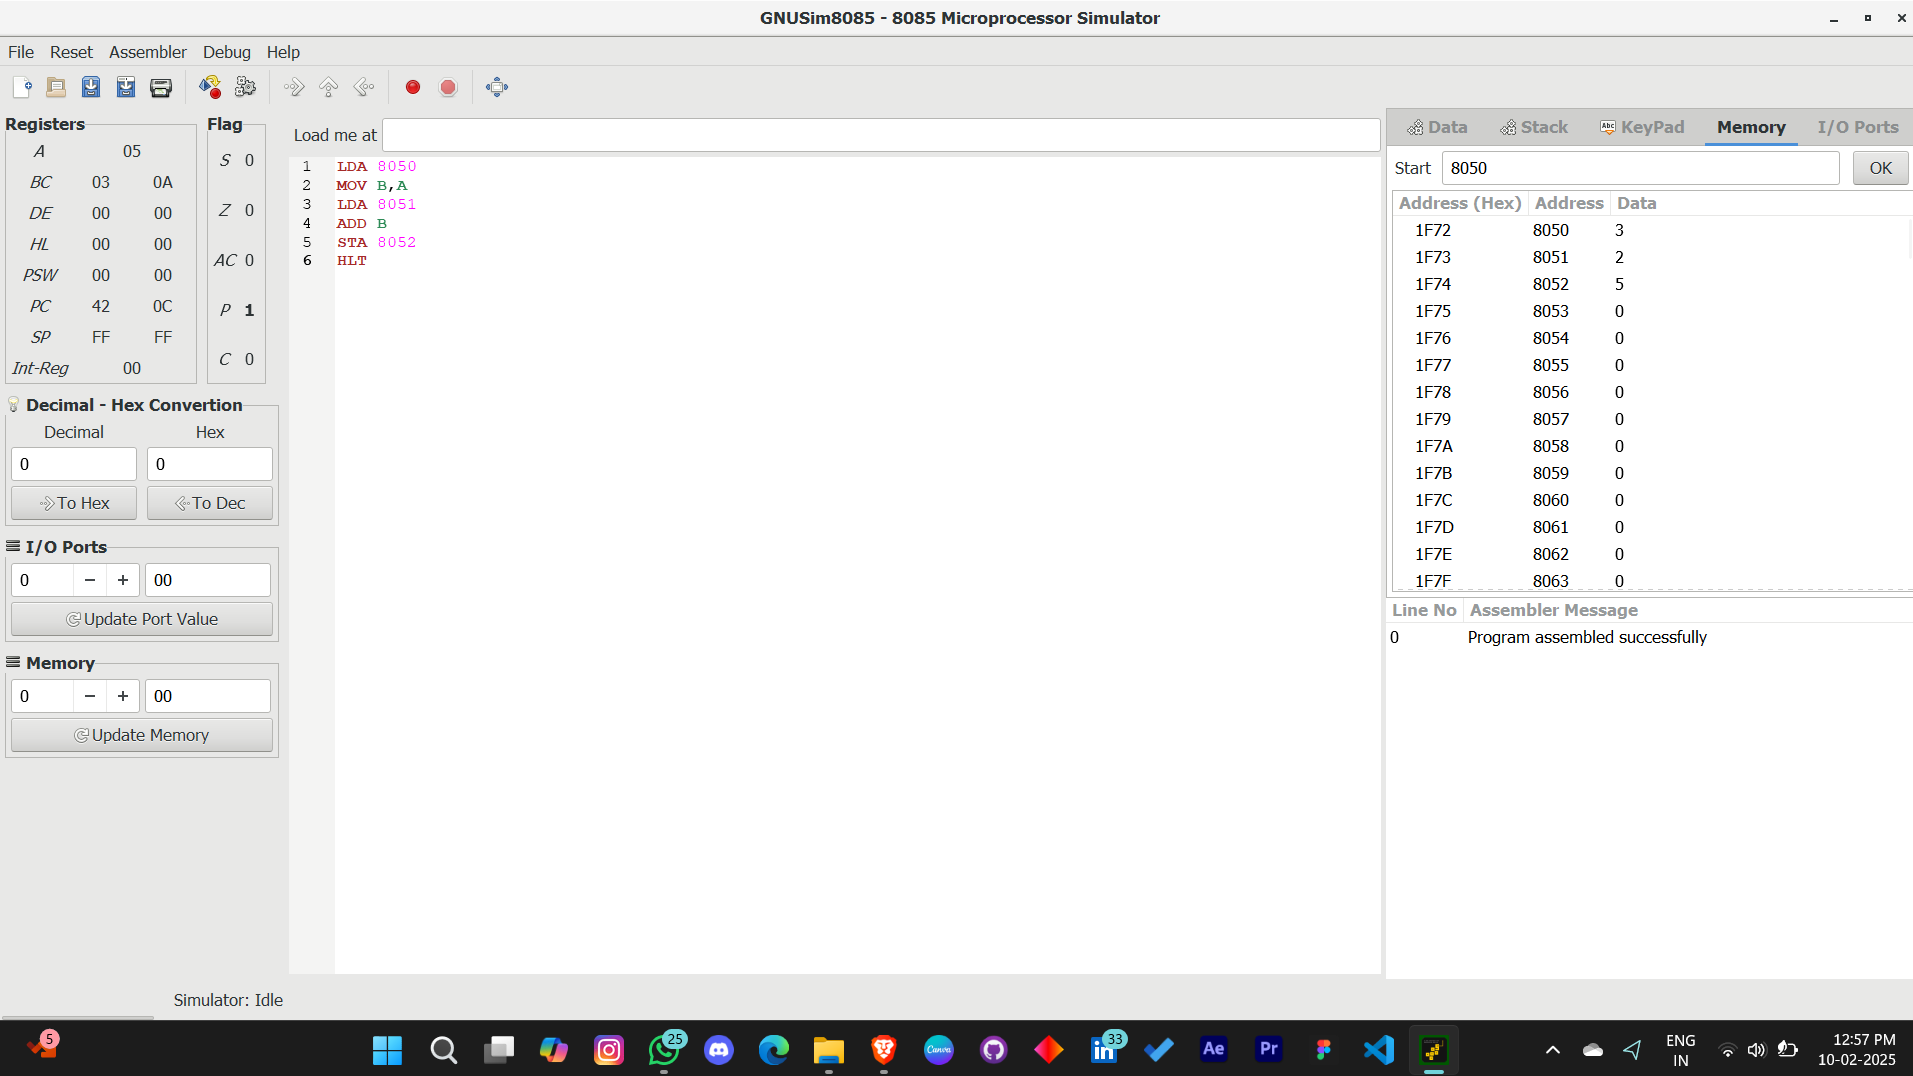 GNUSim8085 - 8085 Microprocessor Simulator
File Reset Assembler Debug Help
Registers
A 05
BC 03 0A
DE 00 00
HL 00 00
PSW 00 00
PC 42 0C
SP FF FF
Int-Reg 00
Flag
S 0
Z 0
AC 0
P 1
C 0
Decimal - Hex Convertion
Decimal Hex
0 0
To Hex To Dec
I/O Ports
0 − + 00
Update Port Value
Memory
0 − + 00
Update Memory
Load me at
1 LDA 8050
2 MOV B,A
3 LDA 8051
4 ADD B
5 STA 8052
6 HLT
Data Stack Abc KeyPad Memory I/O Ports
Start 8050 OK
Address (Hex) Address Data
1F72 8050 3
1F73 8051 2
1F74 8052 5
1F75 8053 0
1F76 8054 0
1F77 8055 0
1F78 8056 0
1F79 8057 0
1F7A 8058 0
1F7B 8059 0
1F7C 8060 0
1F7D 8061 0
1F7E 8062 0
1F7F 8063 0
Line No Assembler Message
0 Program assembled successfully
Simulator: Idle
5 25 Canva 33 in Ae Pr ENG 12:57 PM
IN 10-02-2025